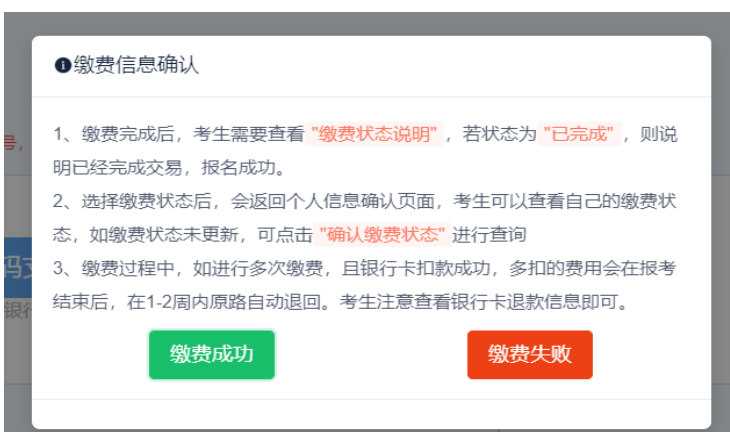 缴费信息确认
1、缴费完成后，考生需要查看 "缴费状态说明" ，若状态为 "已完成" ，则说
明已经完成交易，报名成功。
2、选择缴费状态后，会返回个人信息确认页面，考生可以查看自己的缴费状
态，如缴费状态未更新，可点击 "确认缴费状态" 进行查询
号,
3、缴费过程中，如进行多次缴费，且银行卡扣款成功，多扣的费用会在报考
码支
结束后，在1-2周内原路自动退回。考生注意查看银行卡退款信息即可。
银行
缴费成功
缴费失败